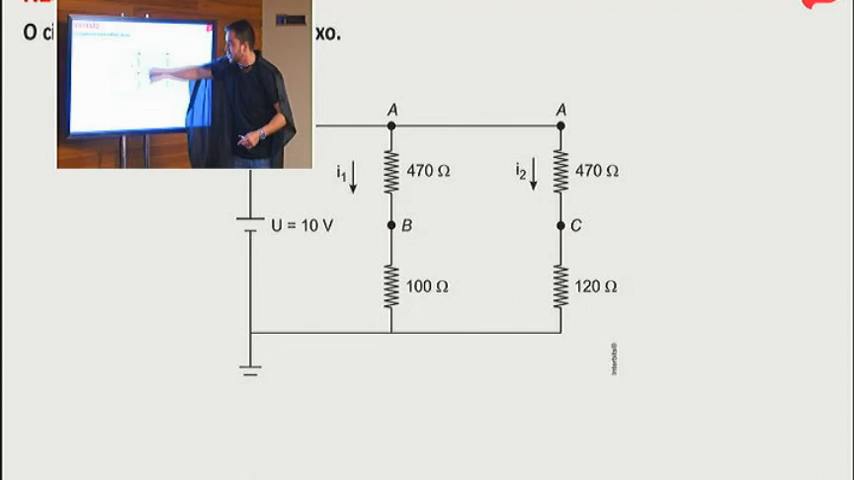 O ci
xo.
A
A
i1
470 Ω
i2
470 Ω
U = 10 V
B
C
100 Ω
120 Ω
Interbits®